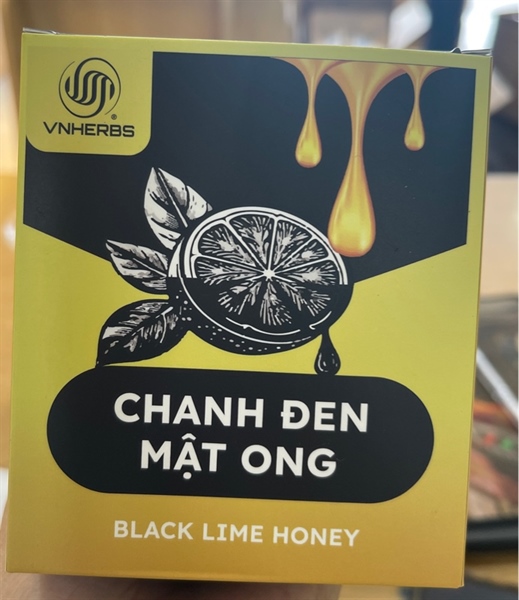 VNHERBS
®
CHANH ĐEN
MẬT ONG
BLACK LIME HONEY